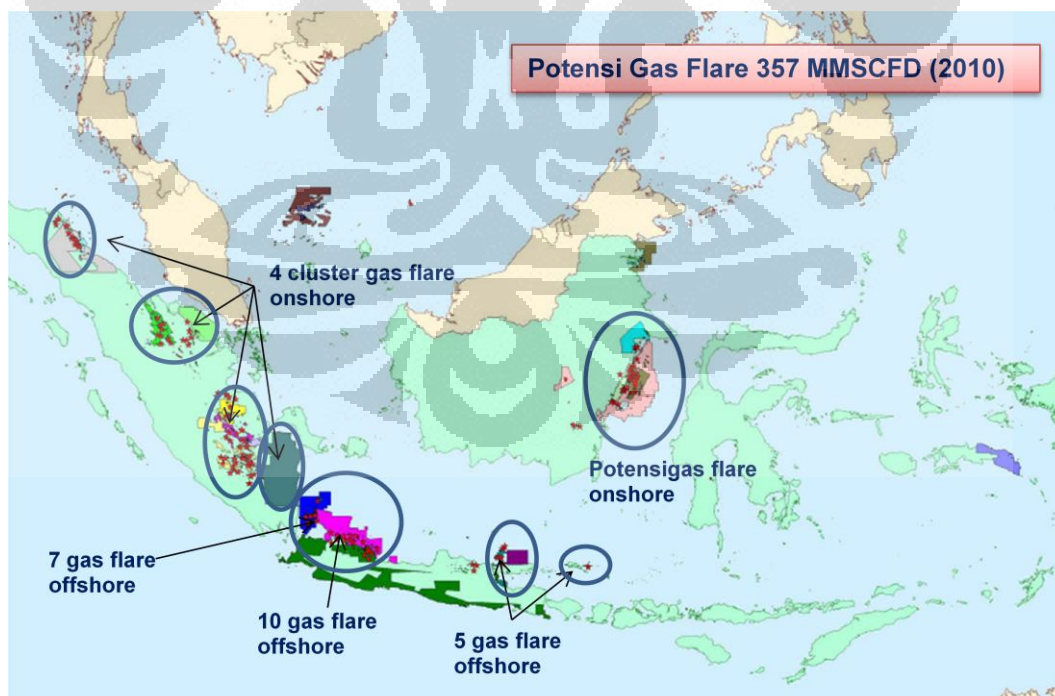 Potensi Gas Flare 357 MMSCFD (2010)
4 cluster gas flare
onshore
Potensigas flare
onshore
7 gas flare
offshore
10 gas flare
offshore
5 gas flare
offshore